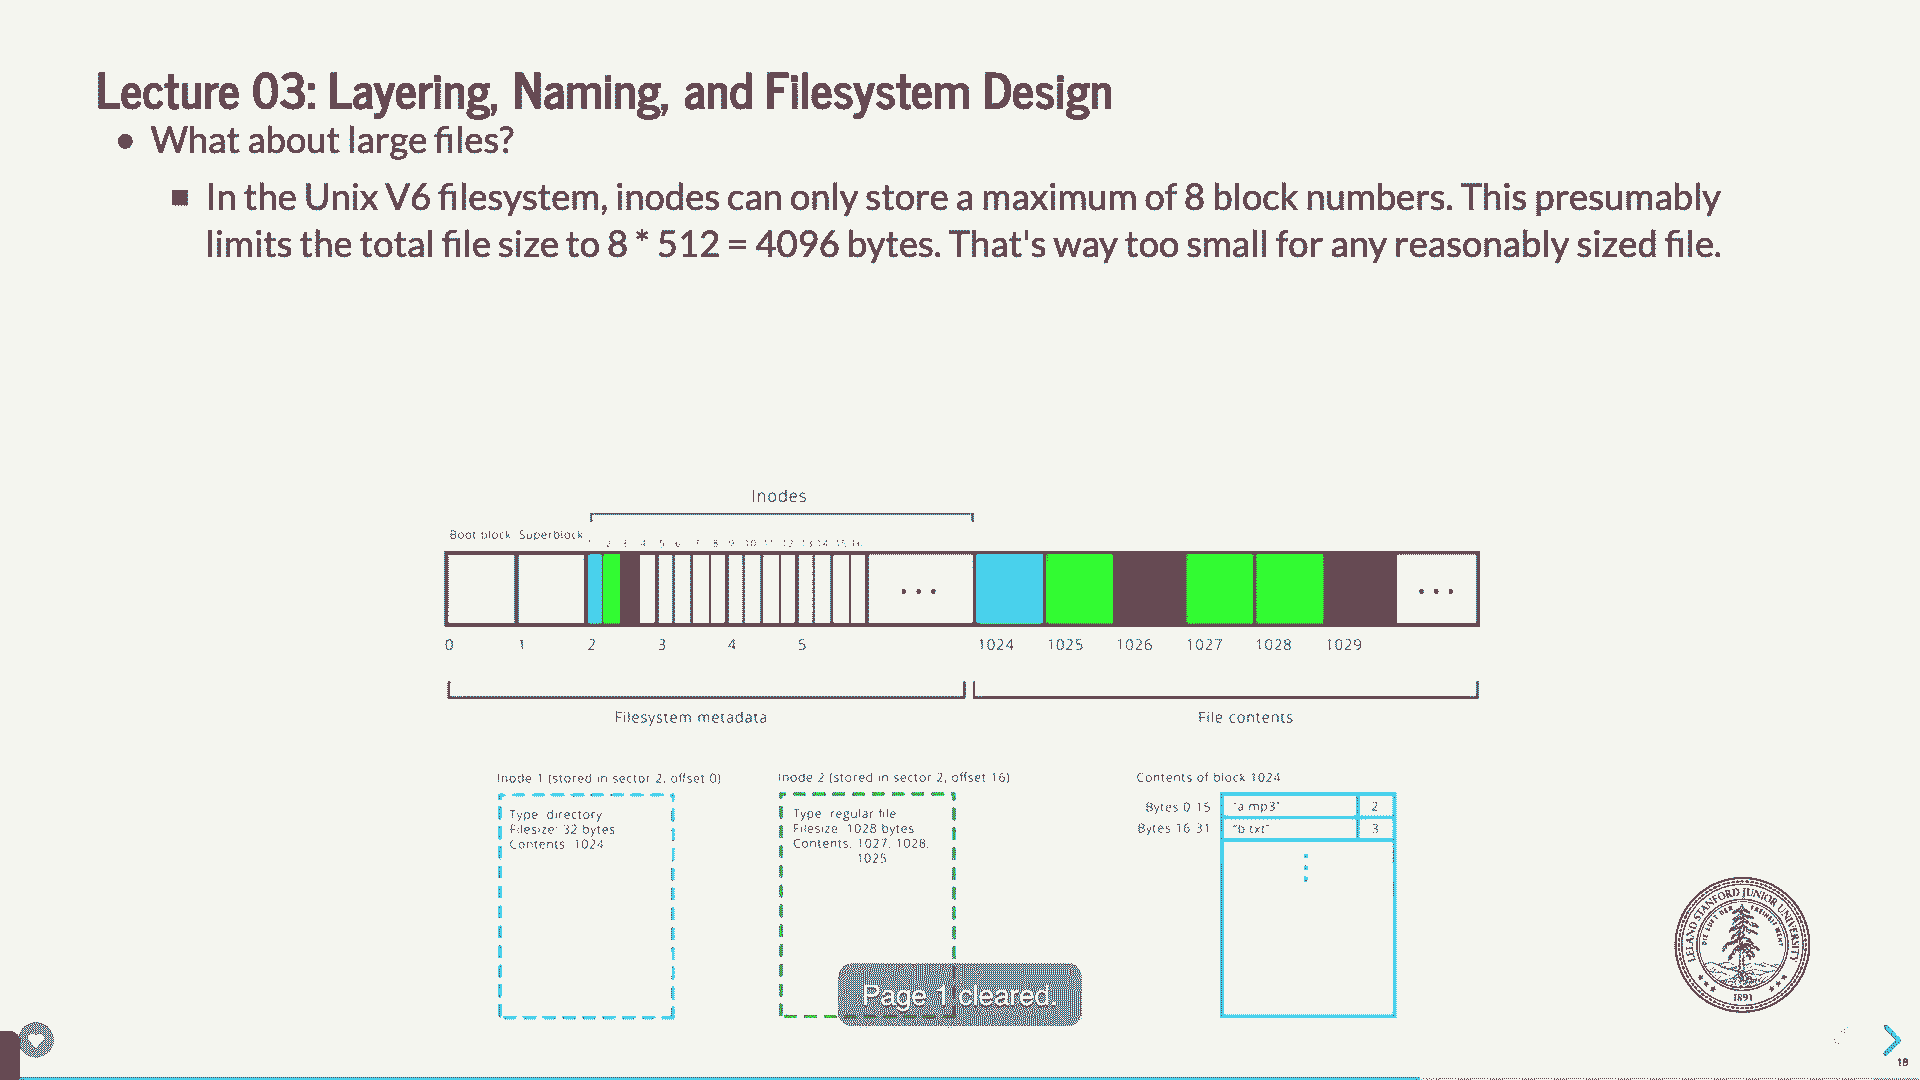 Lecture 03: Layering, Naming, and Filesystem Design
What about large files?
In the Unix V6 filesystem, inodes can only store a maximum of 8 block numbers. This presumably
limits the total file size to 8 * 512 = 4096 bytes. That's way too small for any reasonably sized file.
Inodes
Boot block Superblock
1 2 3 4 5 6 7 8 9 10 11 12 13 14 15 16
0 1 2 3 4 5 1024 1025 1026 1027 1028 1029
Filesystem metadata File contents
Inode 1 (stored in sector 2, offset 0)
Type: directory
Filesize: 32 bytes
Contents: 1024
Inode 2 (stored in sector 2, offset 16)
Type: regular file
Filesize: 1028 bytes
Contents: 1027, 1028,
1025
Contents of block 1024
Bytes 0-15 "a.mp3" 2
Bytes 16-31 "b.txt" 3
Page 1 cleared.
LELAND STANFORD JUNIOR UNIVERSITY
DIE LUFT DER FREIHEIT WEHT
1891
18